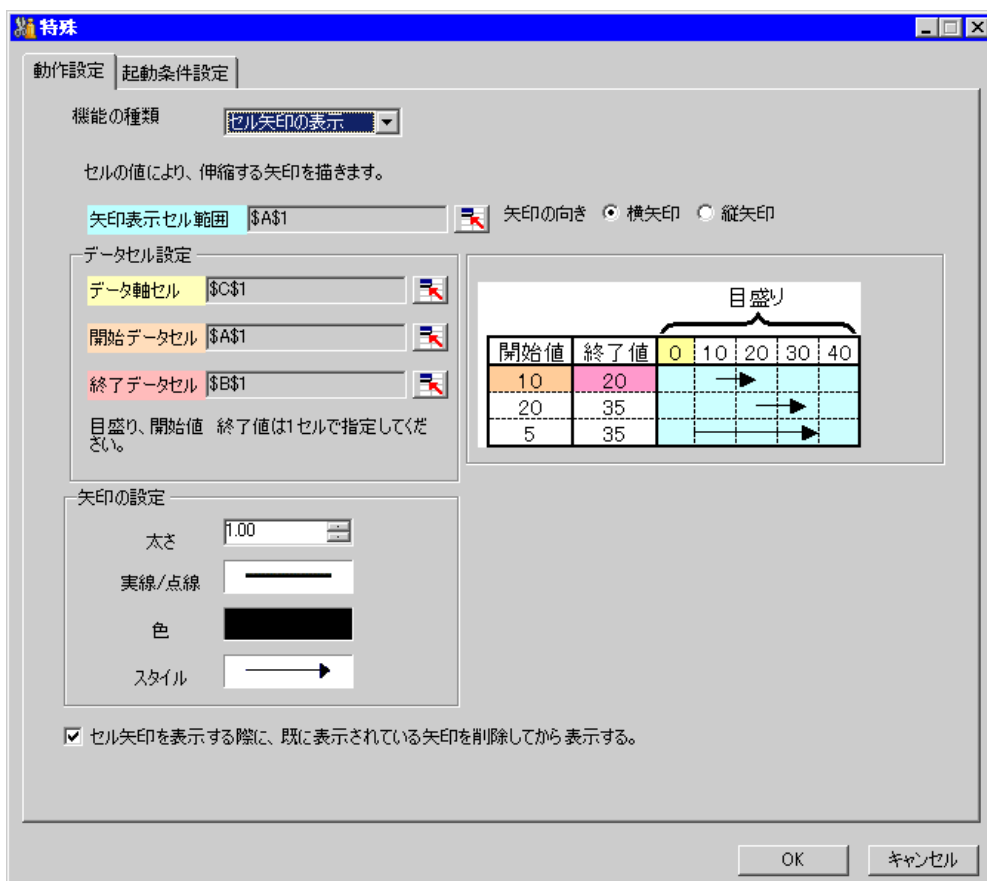 特殊
動作設定 起動条件設定
機能の種類 セル矢印の表示
セルの値により、伸縮する矢印を描きます。
矢印表示セル範囲 $A$1 矢印の向き 横矢印 縦矢印
データセル設定
データ軸セル $C$1
開始データセル $A$1
終了データセル $B$1
目盛り、開始値 終了値は1セルで指定してくだ
さい。
目盛り
開始値 終了値 0 10 20 30 40
10 20
20 35
5 35
矢印の設定
太さ 1.00
実線/点線
色
スタイル
セル矢印を表示する際に、既に表示されている矢印を削除してから表示する。
OK キャンセル